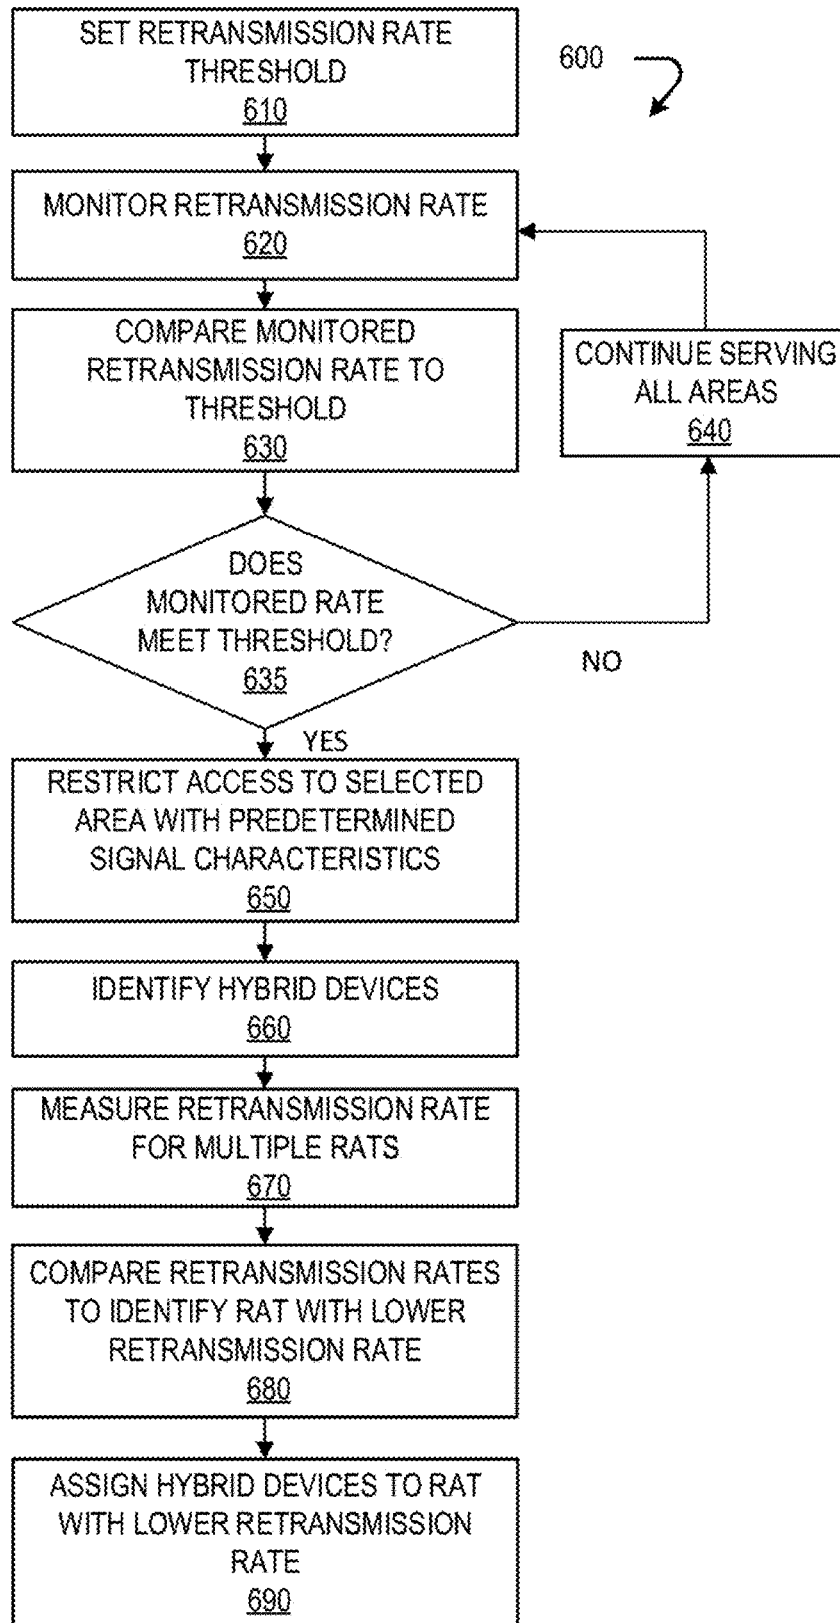 SET RETRANSMISSION RATE
THRESHOLD
610
600
MONITOR RETRANSMISSION RATE
620
COMPARE MONITORED
RETRANSMISSION RATE TO
THRESHOLD
630
CONTINUE SERVING
ALL AREAS
640
DOES
MONITORED RATE
MEET THRESHOLD?
635
NO
YES
RESTRICT ACCESS TO SELECTED
AREA WITH PREDETERMINED
SIGNAL CHARACTERISTICS
650
IDENTIFY HYBRID DEVICES
660
MEASURE RETRANSMISSION RATE
FOR MULTIPLE RATS
670
COMPARE RETRANSMISSION RATES
TO IDENTIFY RAT WITH LOWER
RETRANSMISSION RATE
680
ASSIGN HYBRID DEVICES TO RAT
WITH LOWER RETRANSMISSION
RATE
690